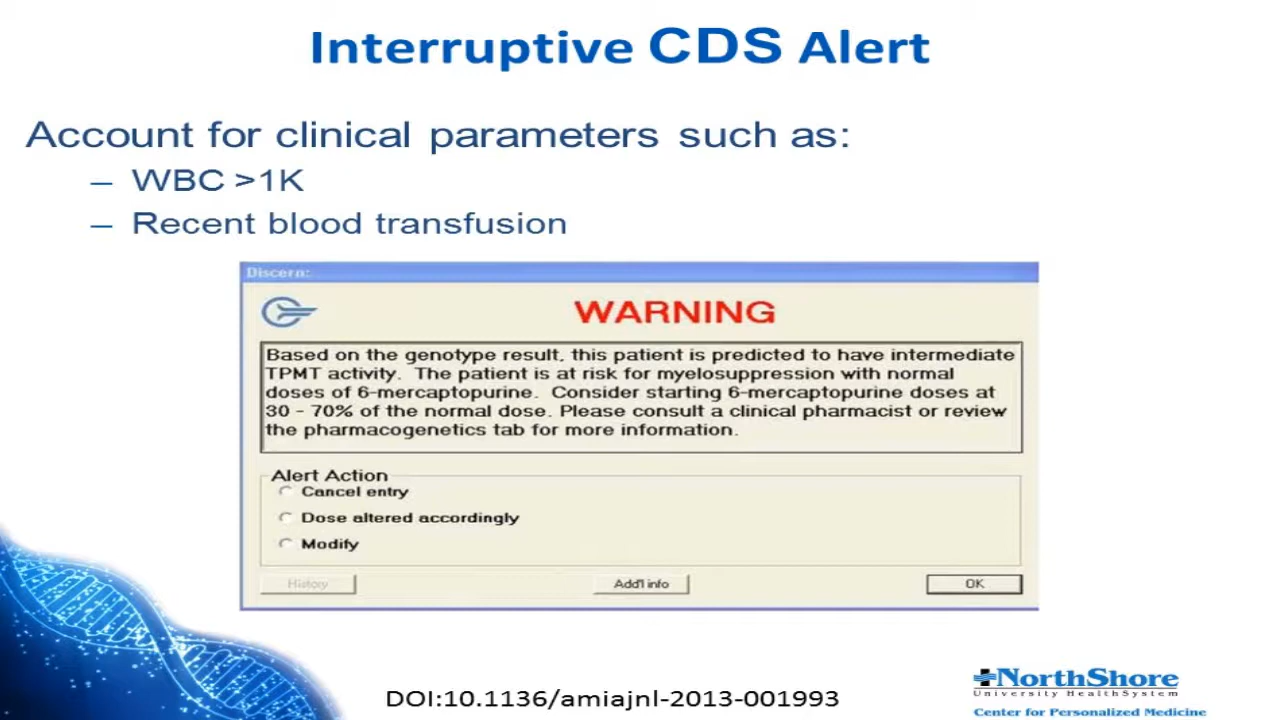 Interruptive CDS Alert
Account for clinical parameters such as:
– WBC >1K
– Recent blood transfusion
Discern:
WARNING
Based on the genotype result, this patient is predicted to have intermediate
TPMT activity. The patient is at risk for myelosuppression with normal
doses of 6-mercaptopurine. Consider starting 6-mercaptopurine doses at
30 - 70% of the normal dose. Please consult a clinical pharmacist or review
the pharmacogenetics tab for more information.
Alert Action
Cancel entry
Dose altered accordingly
Modify
History
Add'l info
OK
DOI:10.1136/amiajnl-2013-001993
NorthShore
University HealthSystem
Center for Personalized Medicine